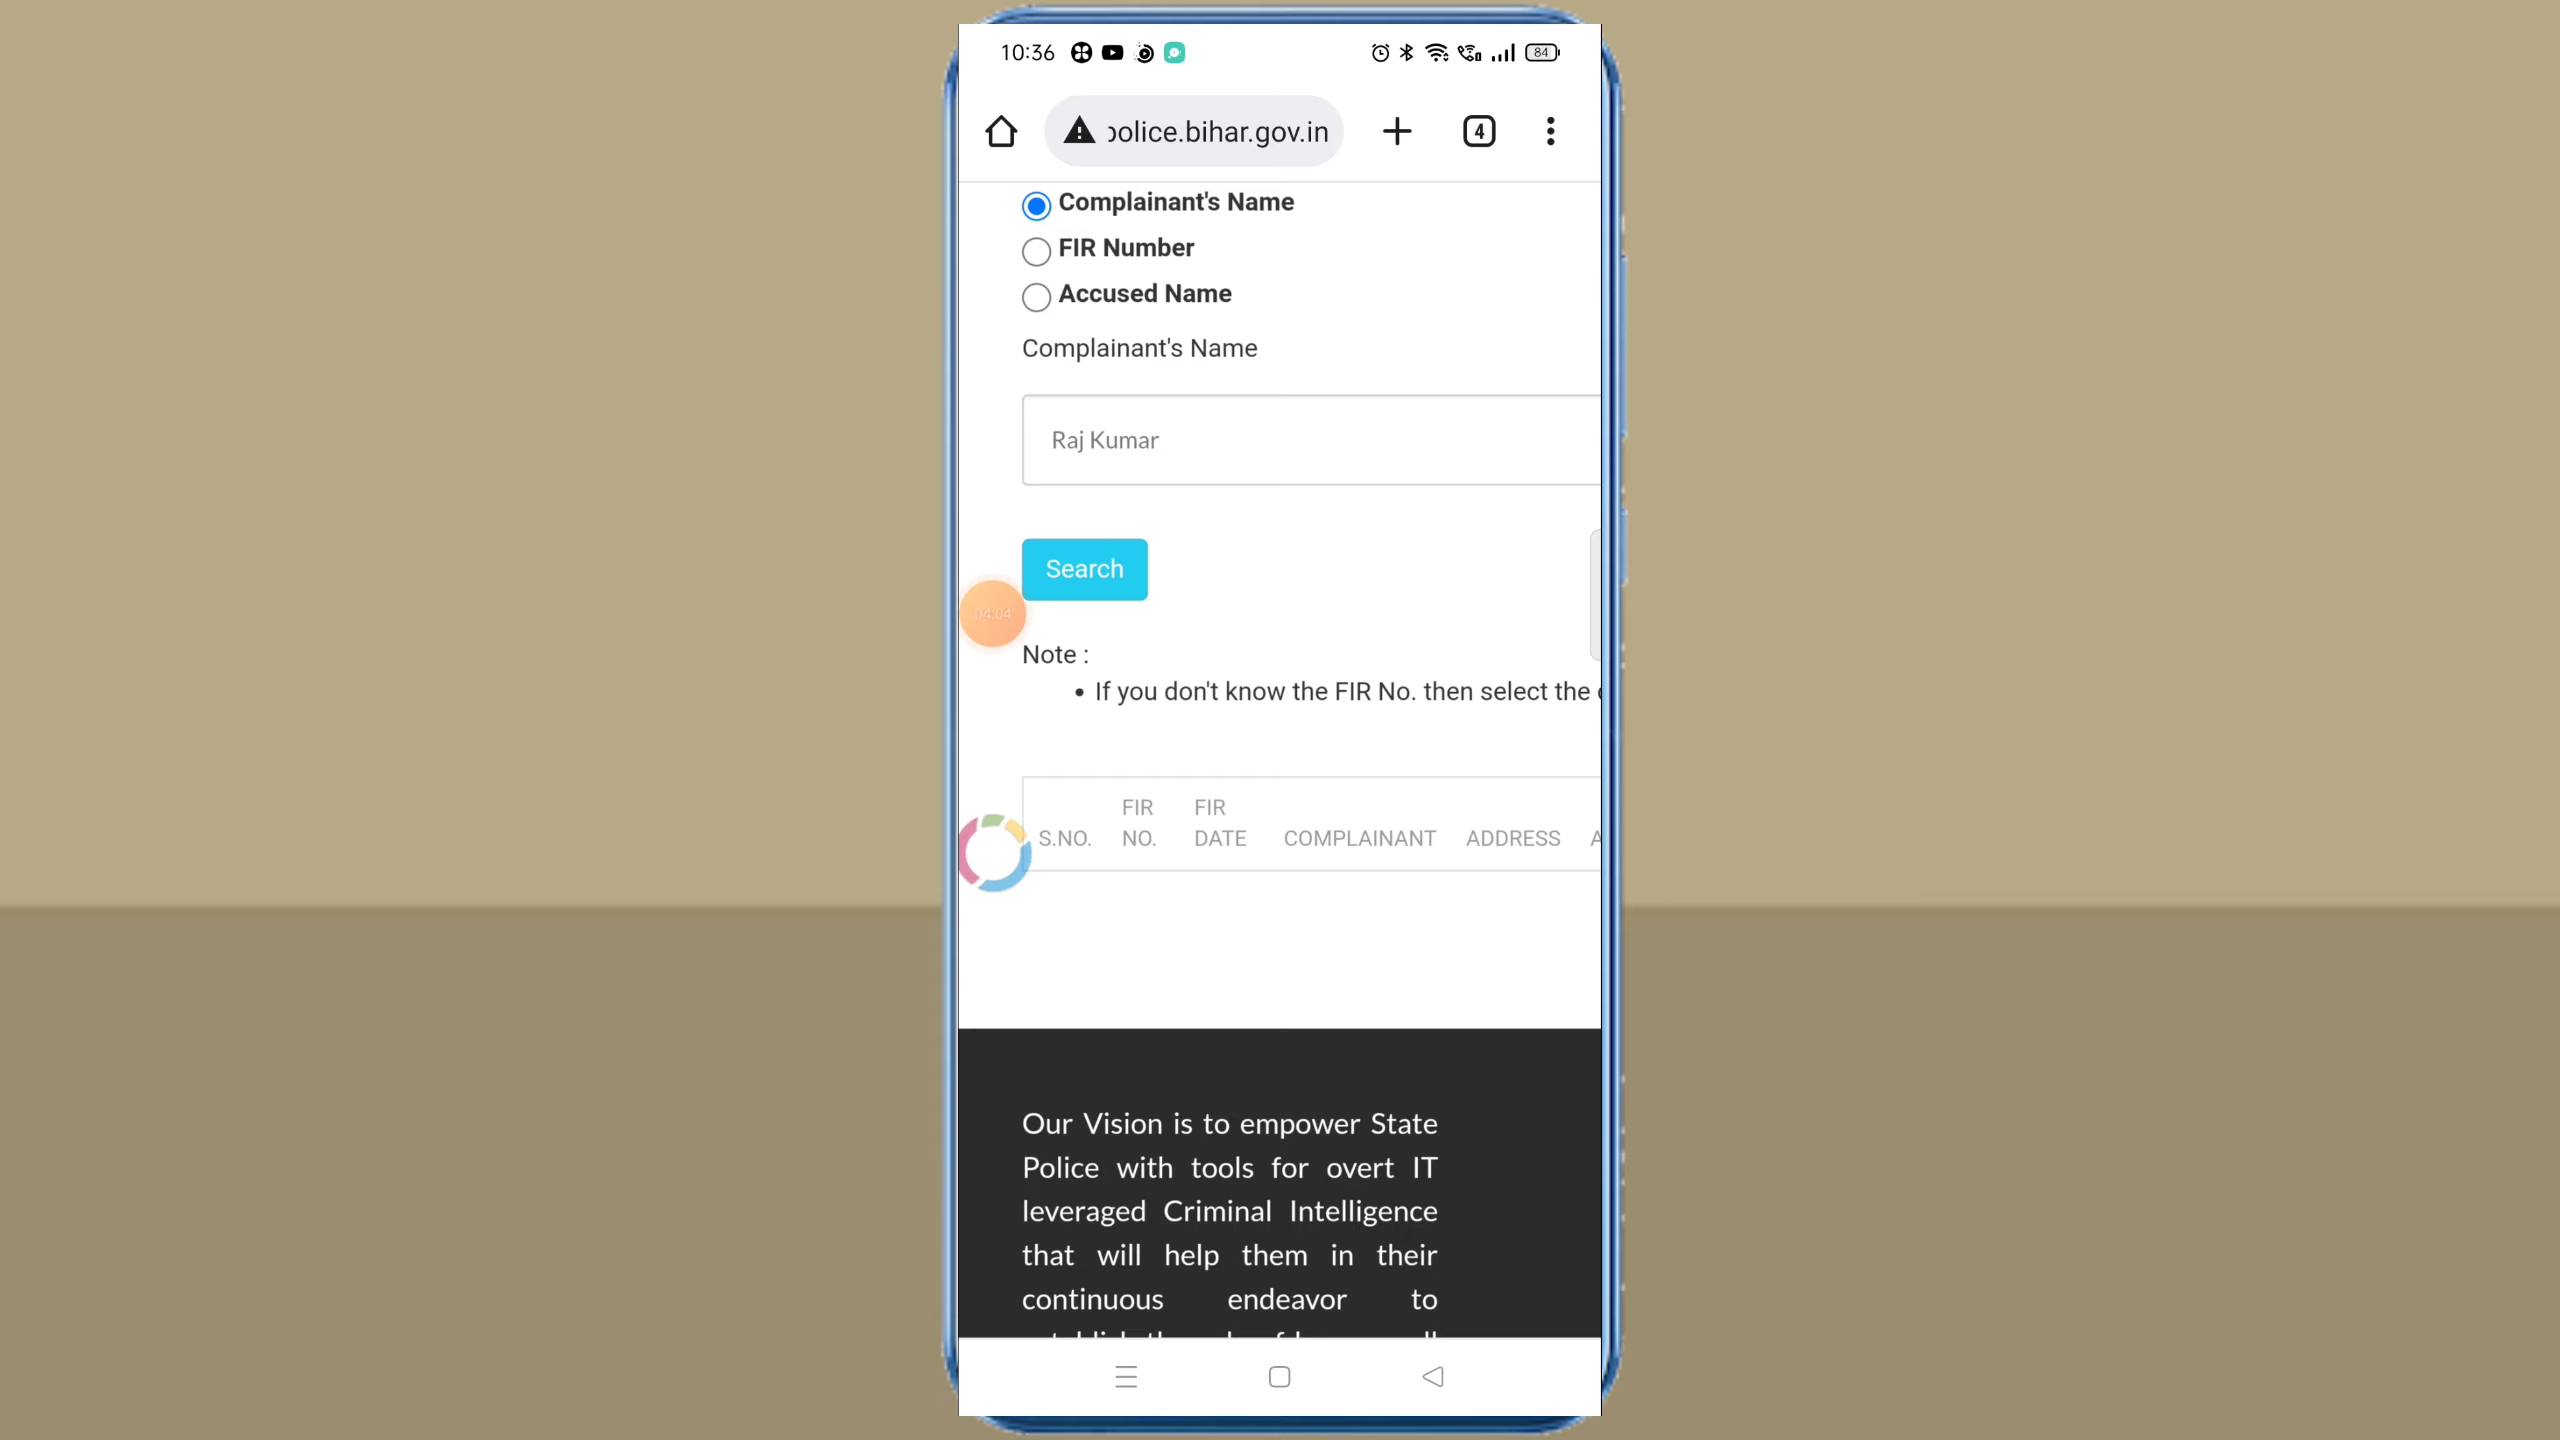 10:36
84
police.bihar.gov.in
4
Complainant's Name
FIR Number
Accused Name
Complainant's Name
Raj Kumar
Search
04:04
Note :
• If you don't know the FIR No. then select the
S.NO. FIR NO. FIR DATE COMPLAINANT ADDRESS A
Our Vision is to empower State
Police with tools for overt IT
leveraged Criminal Intelligence
that will help them in their
continuous endeavor to